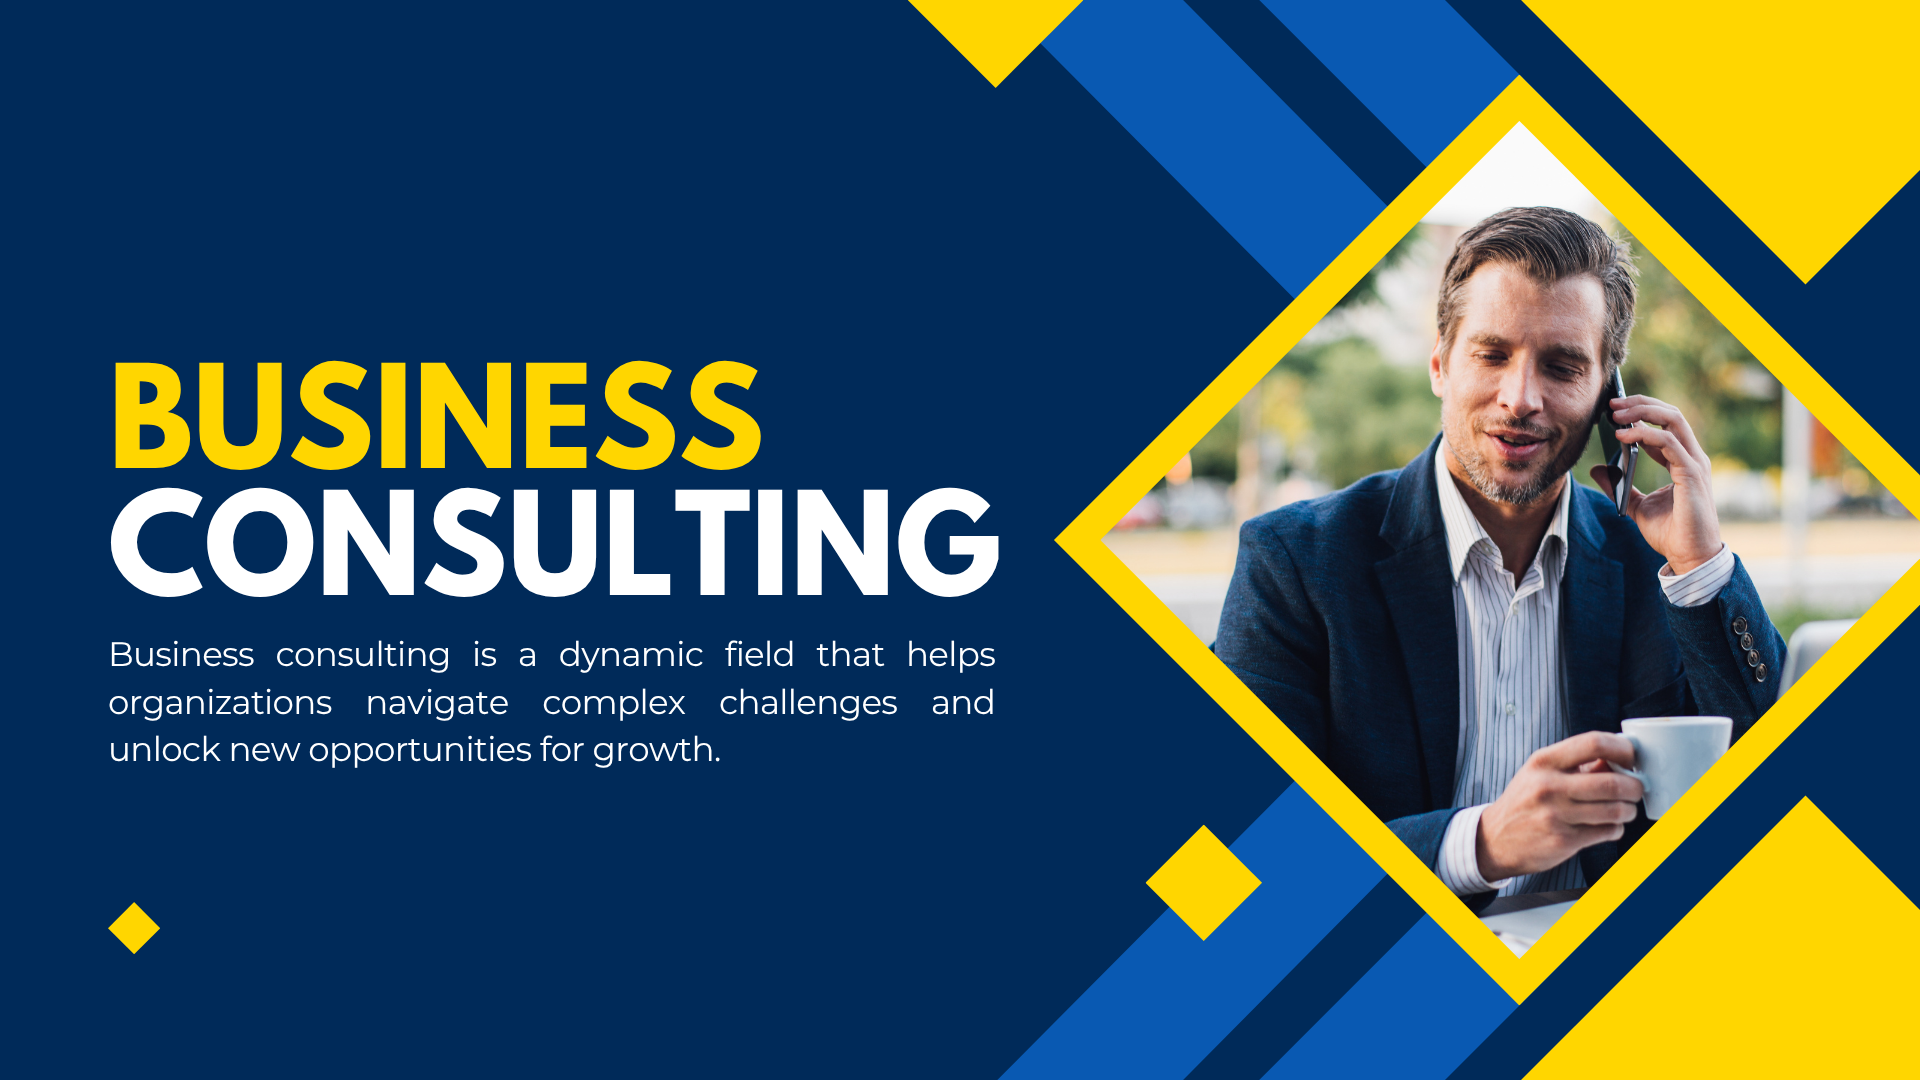 BUSINESS
CONSULTING
Business consulting is a dynamic field that helps
organizations navigate complex challenges and
unlock new opportunities for growth.